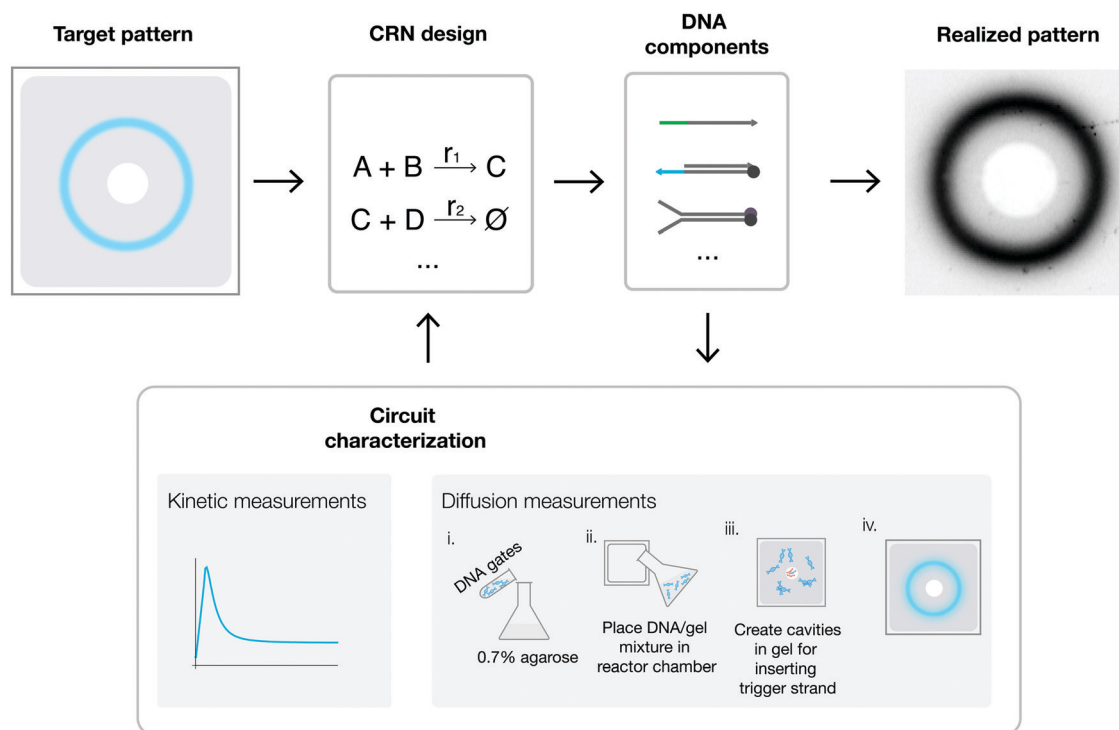 Target pattern
CRN design
DNA
components
Realized pattern
A + B r₁ → C
C + D r₂ → Ø
...
...
Circuit
characterization
Kinetic measurements
Diffusion measurements
i.
DNA gates
0.7% agarose
ii.
Place DNA/gel
mixture in
reactor chamber
iii.
Create cavities
in gel for
inserting
trigger strand
iv.